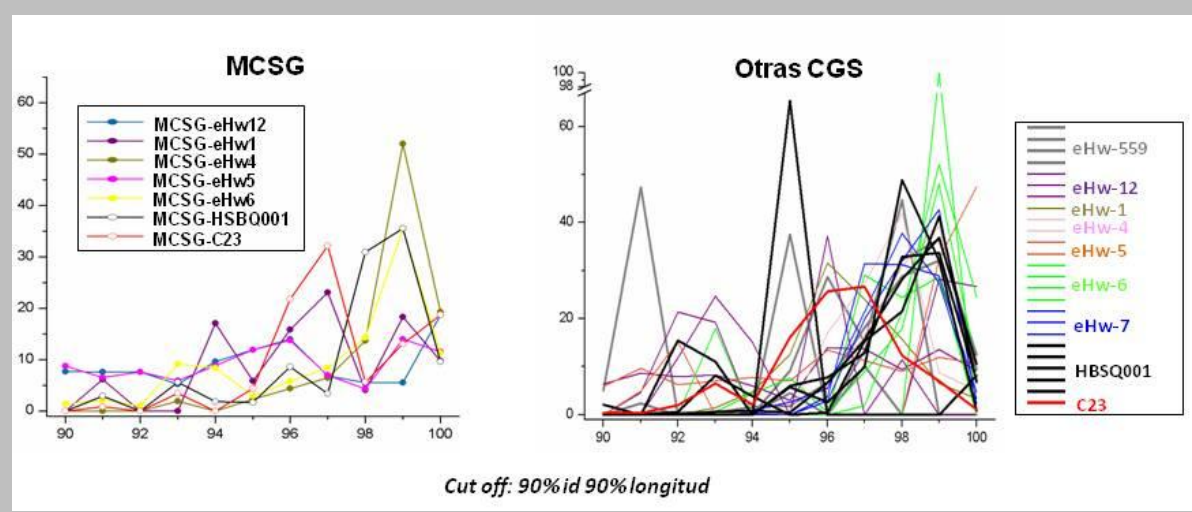 MCSG
60
50
40
30
20
10
0
90 92 94 96 98 100
MCSG-eHw12
MCSG-eHw1
MCSG-eHw4
MCSG-eHw5
MCSG-eHw6
MCSG-HSBQ001
MCSG-C23
Otras CGS
100
98
60
40
20
0
90 92 94 96 98 100
eHw-559
eHw-12
eHw-1
eHw-4
eHw-5
eHw-6
eHw-7
HBSQ001
C23
Cut off: 90%id 90%longitud